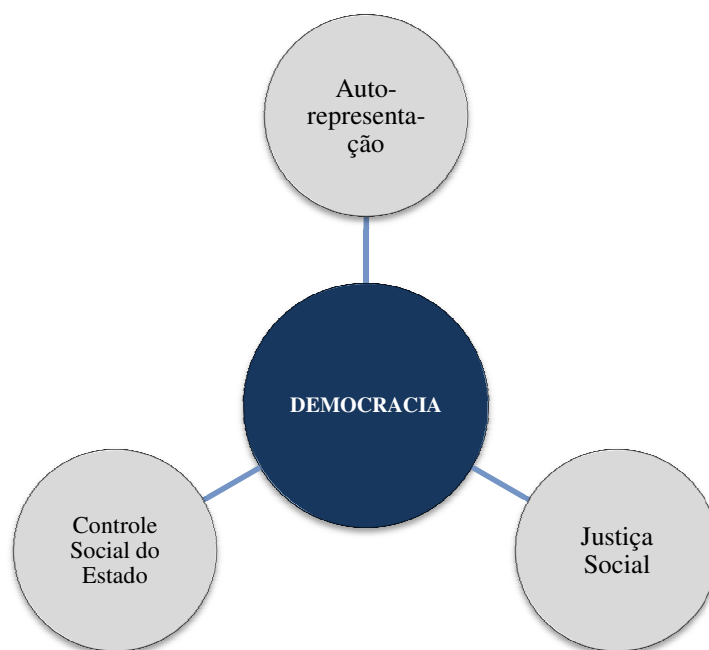 Auto-
representa-
ção
DEMOCRACIA
Controle
Social do
Estado
Justiça
Social